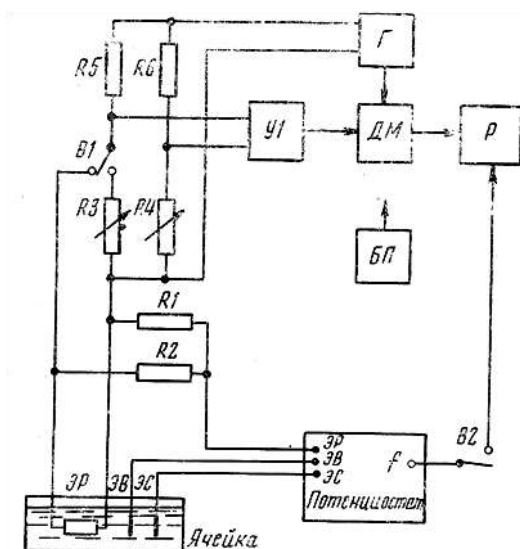 R5
R6
Г
У1
ДМ
Р
В1
R3
R4
БП
R1
R2
ЭР
ЭВ
ЭС
f
В2
Потенциостат
ЭР ЭВ ЭС
Ячейка